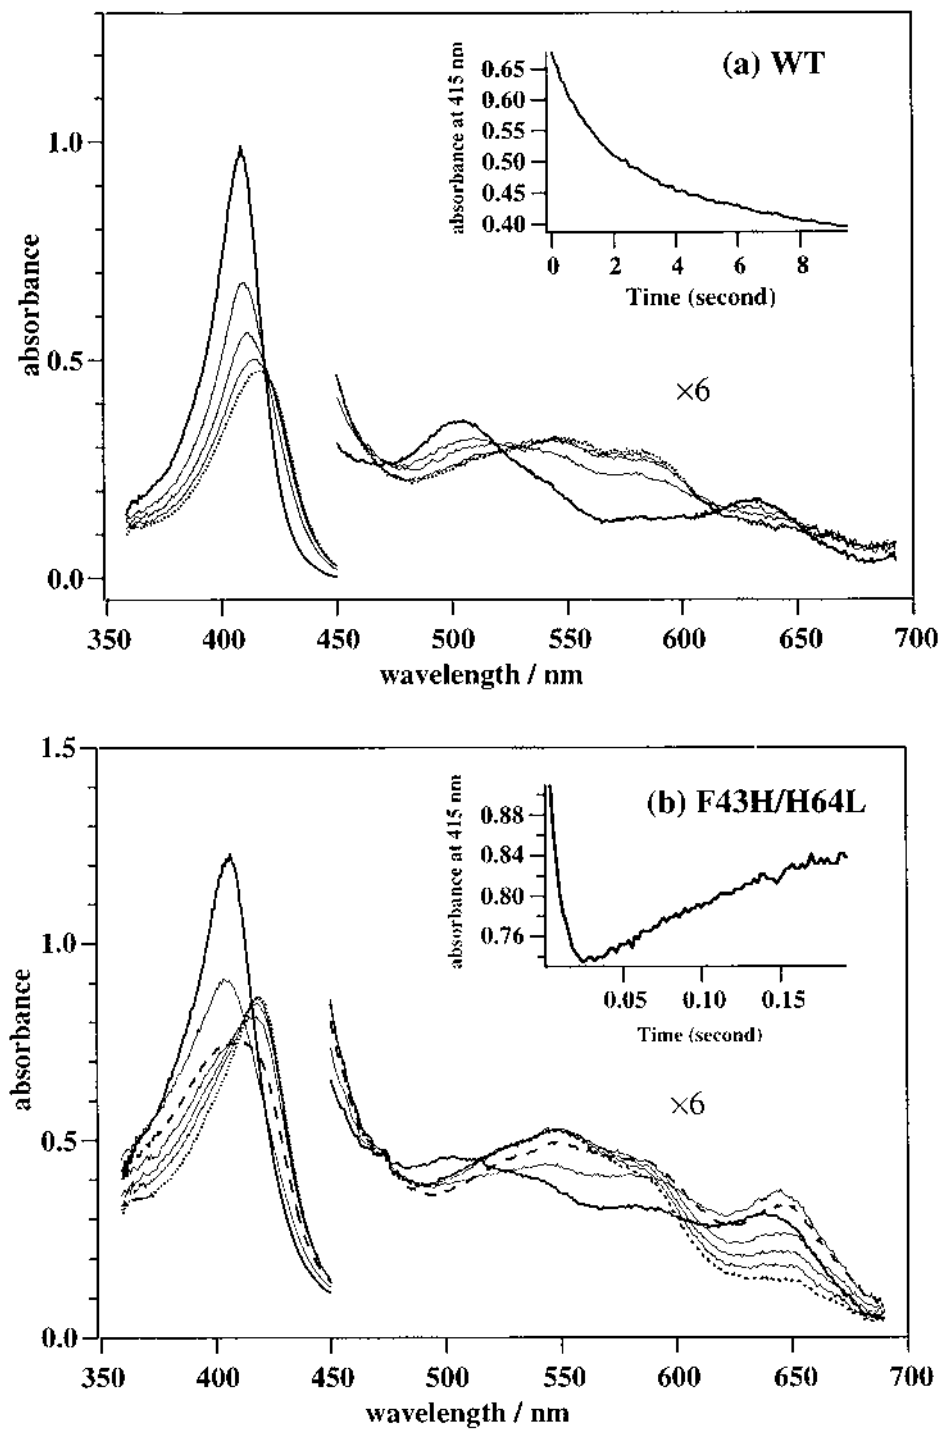 (a) WT
absorbance at 415 nm
0.65
0.60
0.55
0.50
0.45
0.40
0 2 4 6 8
Time (second)
absorbance
1.0
0.5
0.0
×6
350 400 450 500 550 600 650 700
wavelength / nm
(b) F43H/H64L
absorbance at 415 nm
0.88
0.84
0.80
0.76
0.05 0.10 0.15
Time (second)
absorbance
1.5
1.0
0.5
0.0
×6
350 400 450 500 550 600 650 700
wavelength / nm